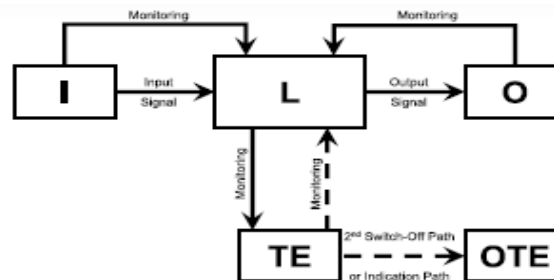 Monitoring
Monitoring
I
Input
Signal
L
Output
Signal
O
Monitoring
Monitoring
TE
2nd Switch-Off Path
or Indication Path
OTE